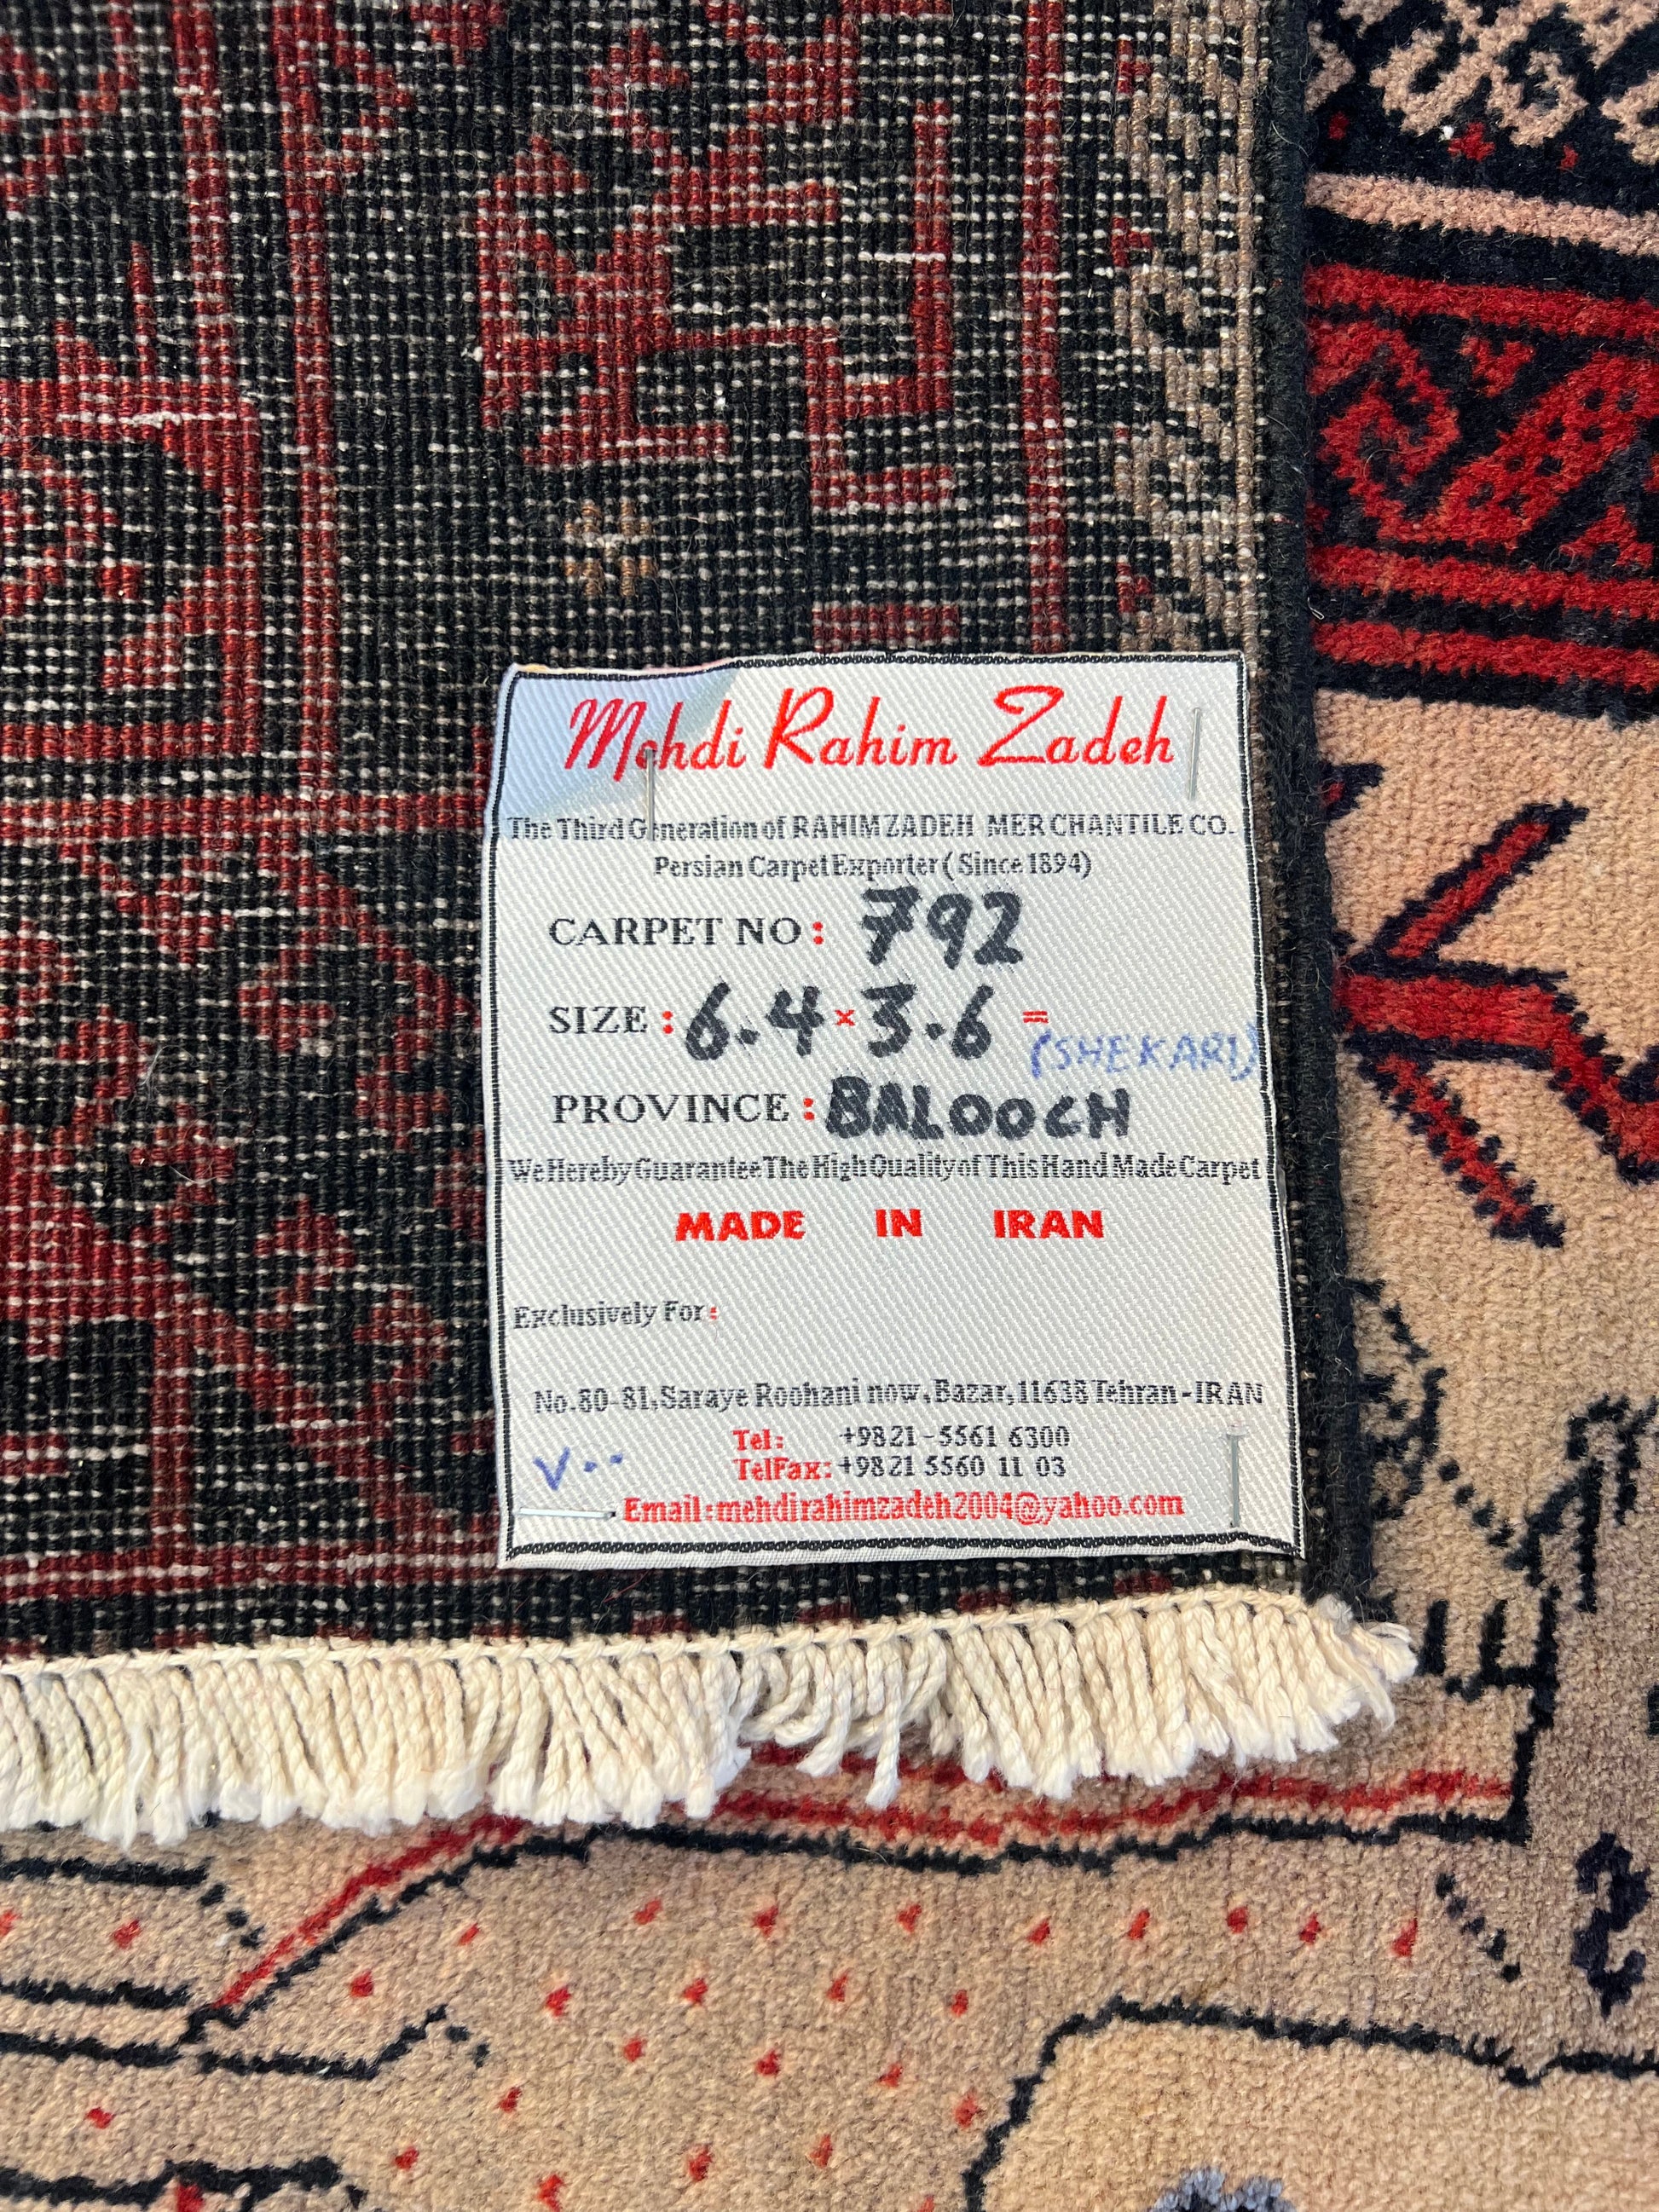 Mehdi Rahim Zadeh
The Third Generation of RAHIMZADEH MERCHANTILE CO.
Persian Carpet Exporter ( Since 1894)
CARPET NO: 792
SIZE: 6.4 × 3.6 =
(SHEKARI)
PROVINCE: BALOOCH
We Hereby Guarantee The High Quality of This Hand Made Carpet
MADE IN IRAN
Exclusively For:
No.80-81, Saraye Roohani now, Bazar, 11638 Tehran-IRAN
Tel: +9821-5561 6300
TelFax: +9821 5560 11 03
۷۰۰
Email: mehdirahimzadeh2004@yahoo.com